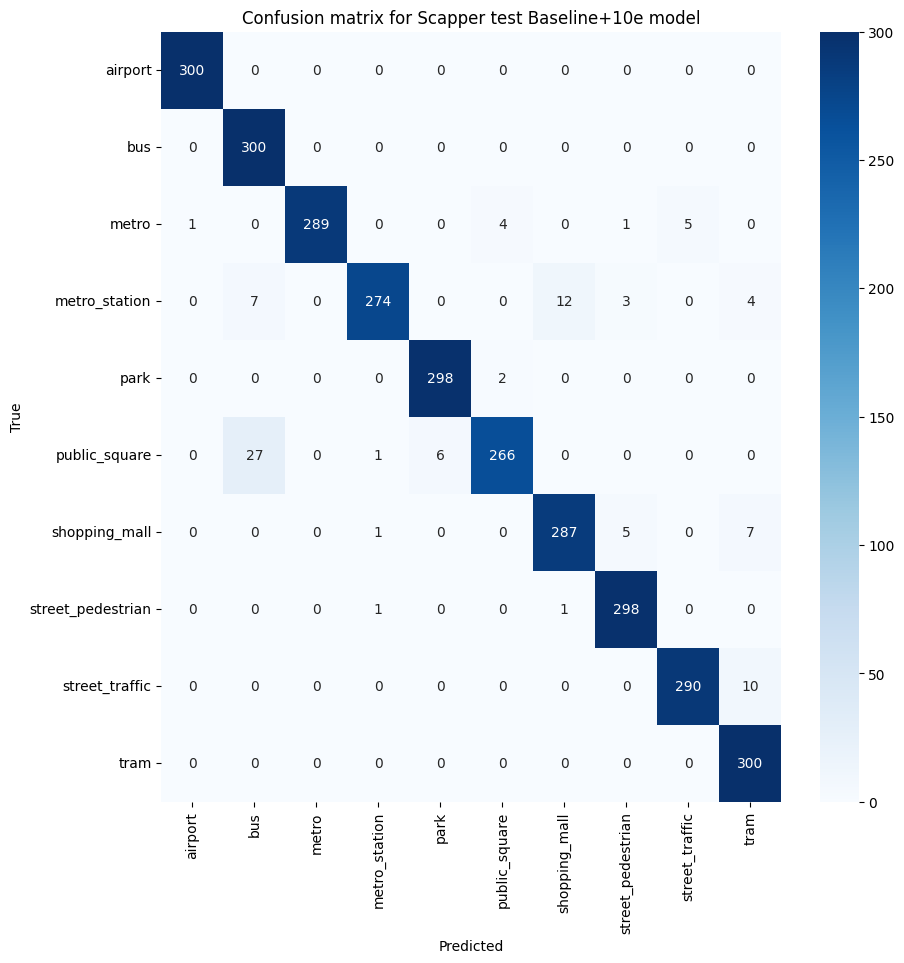 Confusion matrix for Scapper test Baseline+10e model
airport 300 0 0 0 0 0 0 0 0 0
bus 0 300 0 0 0 0 0 0 0 0
metro 1 0 289 0 0 4 0 1 5 0
metro_station 0 7 0 274 0 0 12 3 0 4
park 0 0 0 0 298 2 0 0 0 0
public_square 0 27 0 1 6 266 0 0 0 0
shopping_mall 0 0 0 1 0 0 287 5 0 7
street_pedestrian 0 0 0 1 0 0 1 298 0 0
street_traffic 0 0 0 0 0 0 0 0 290 10
tram 0 0 0 0 0 0 0 0 0 300
True
airport
bus
metro
metro_station
park
public_square
shopping_mall
street_pedestrian
street_traffic
tram
Predicted
300
250
200
150
100
50
0